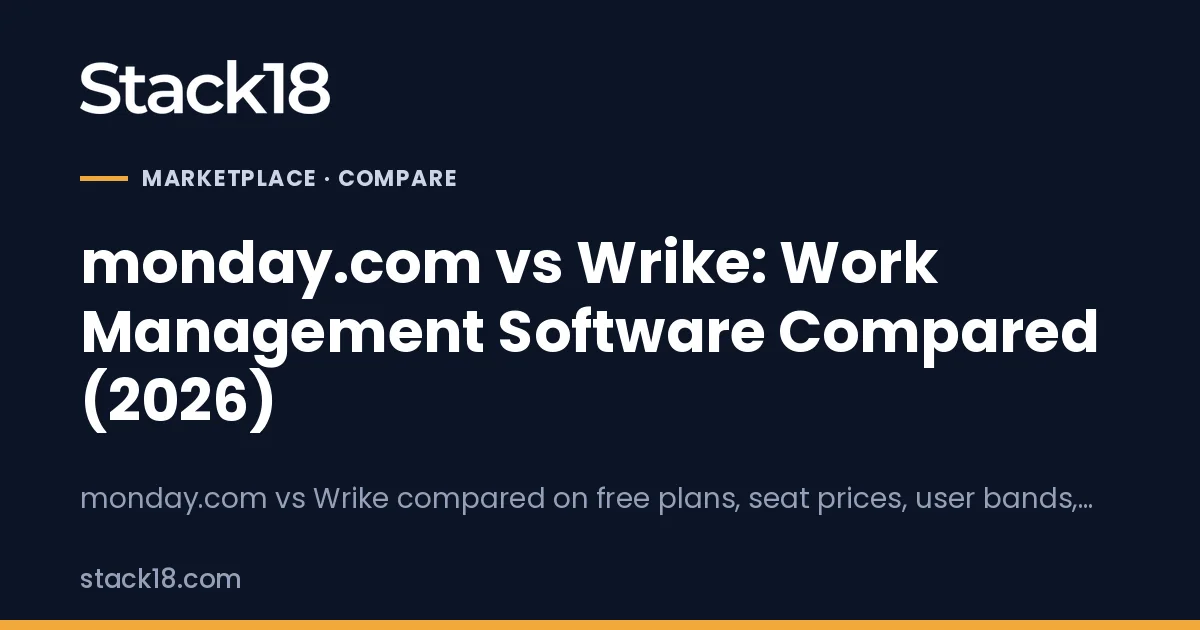 Stack18
MARKETPLACE · COMPARE
monday.com vs Wrike: Work
Management Software Compared
(2026)
monday.com vs Wrike compared on free plans, seat prices, user bands,...
stack18.com